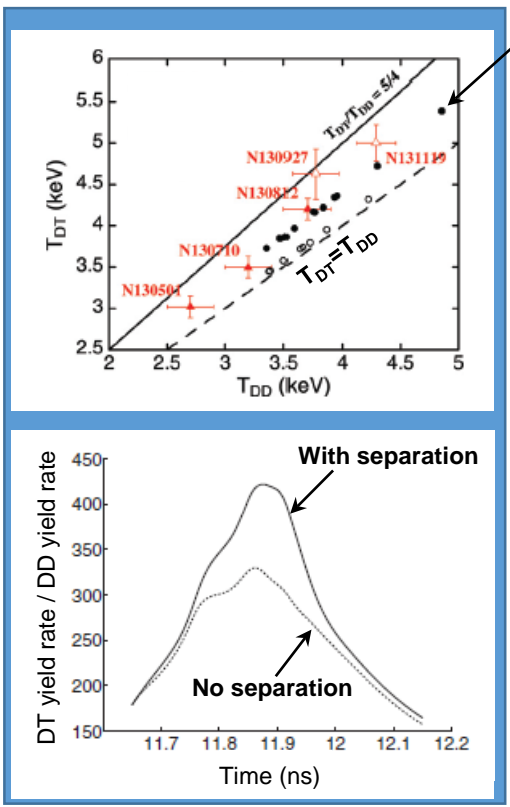 6
5.5
5
4.5
4
3.5
3
2.5
T_DT (keV)
T_DT/T_DD = 5/4
N130927
N131119
N130812
N130710
N130501
T_DT=T_DD
2 2.5 3 3.5 4 4.5 5
T_DD (keV)
450
400
350
300
250
200
150
DT yield rate / DD yield rate
With separation
No separation
11.7 11.8 11.9 12 12.1 12.2
Time (ns)